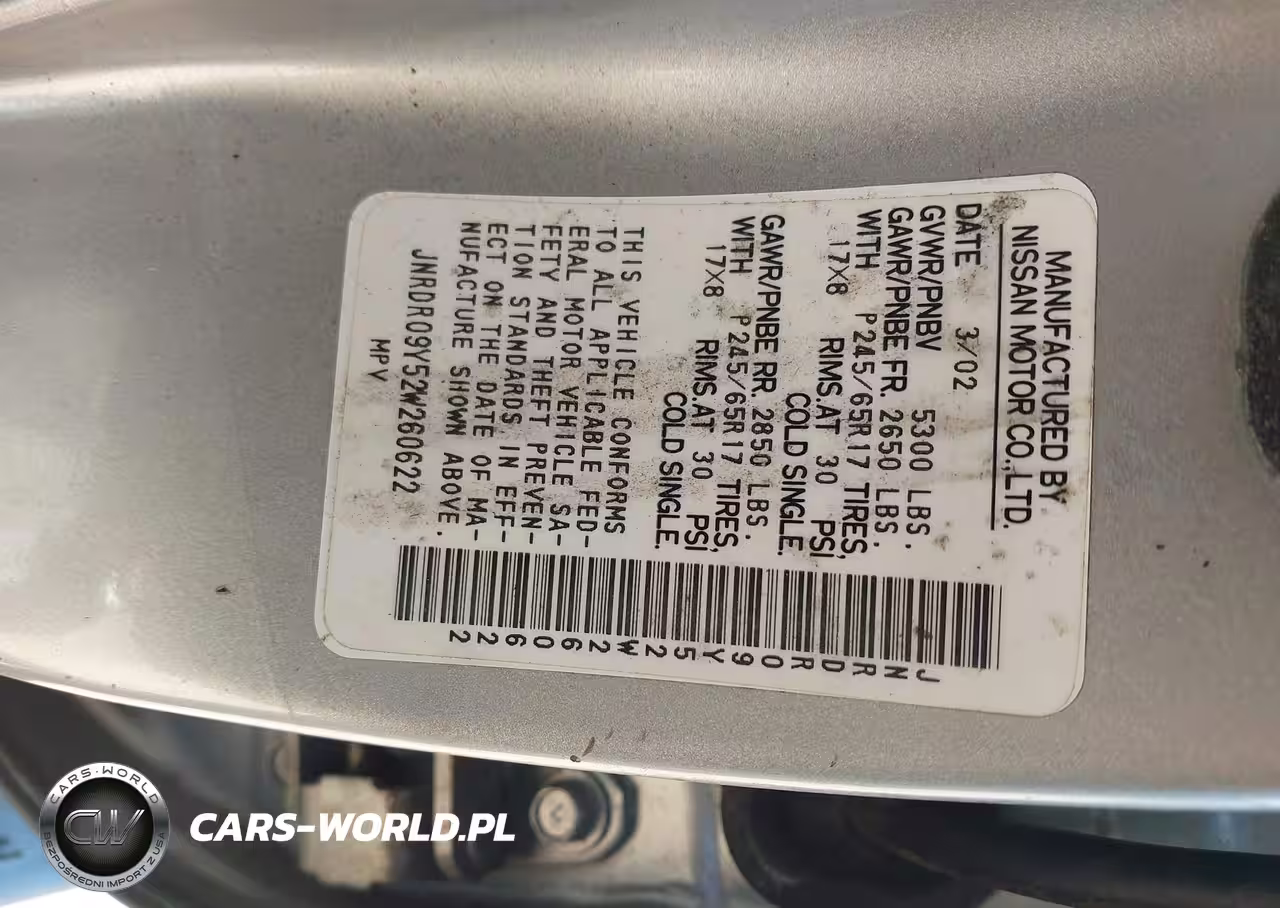 MANUFACTURED BY
NISSAN MOTOR CO.,LTD.
DATE 3/02
GVWR/PNBV 5300 LBS.
GAWR/PNBE FR. 2650 LBS.
WITH P245/65R17 TIRES,
17X8 RIMS.AT 30 PSI
COLD SINGLE.
GAWR/PNBE RR. 2850 LBS.
WITH P245/65R17 TIRES,
17X8 RIMS.AT 30 PSI
COLD SINGLE.
THIS VEHICLE CONFORMS
TO ALL APPLICABLE FED-
ERAL MOTOR VEHICLE SA-
FETY AND THEFT PREVEN-
TION STANDARDS IN EFF-
ECT ON THE DATE OF MA-
NUFACTURE SHOWN ABOVE.
JNRDR09Y52W260622
MPV
JNRDR09Y52W260622
CARS-WORLD
CW
BEZPOŚREDNI IMPORT Z USA
CARS-WORLD.PL